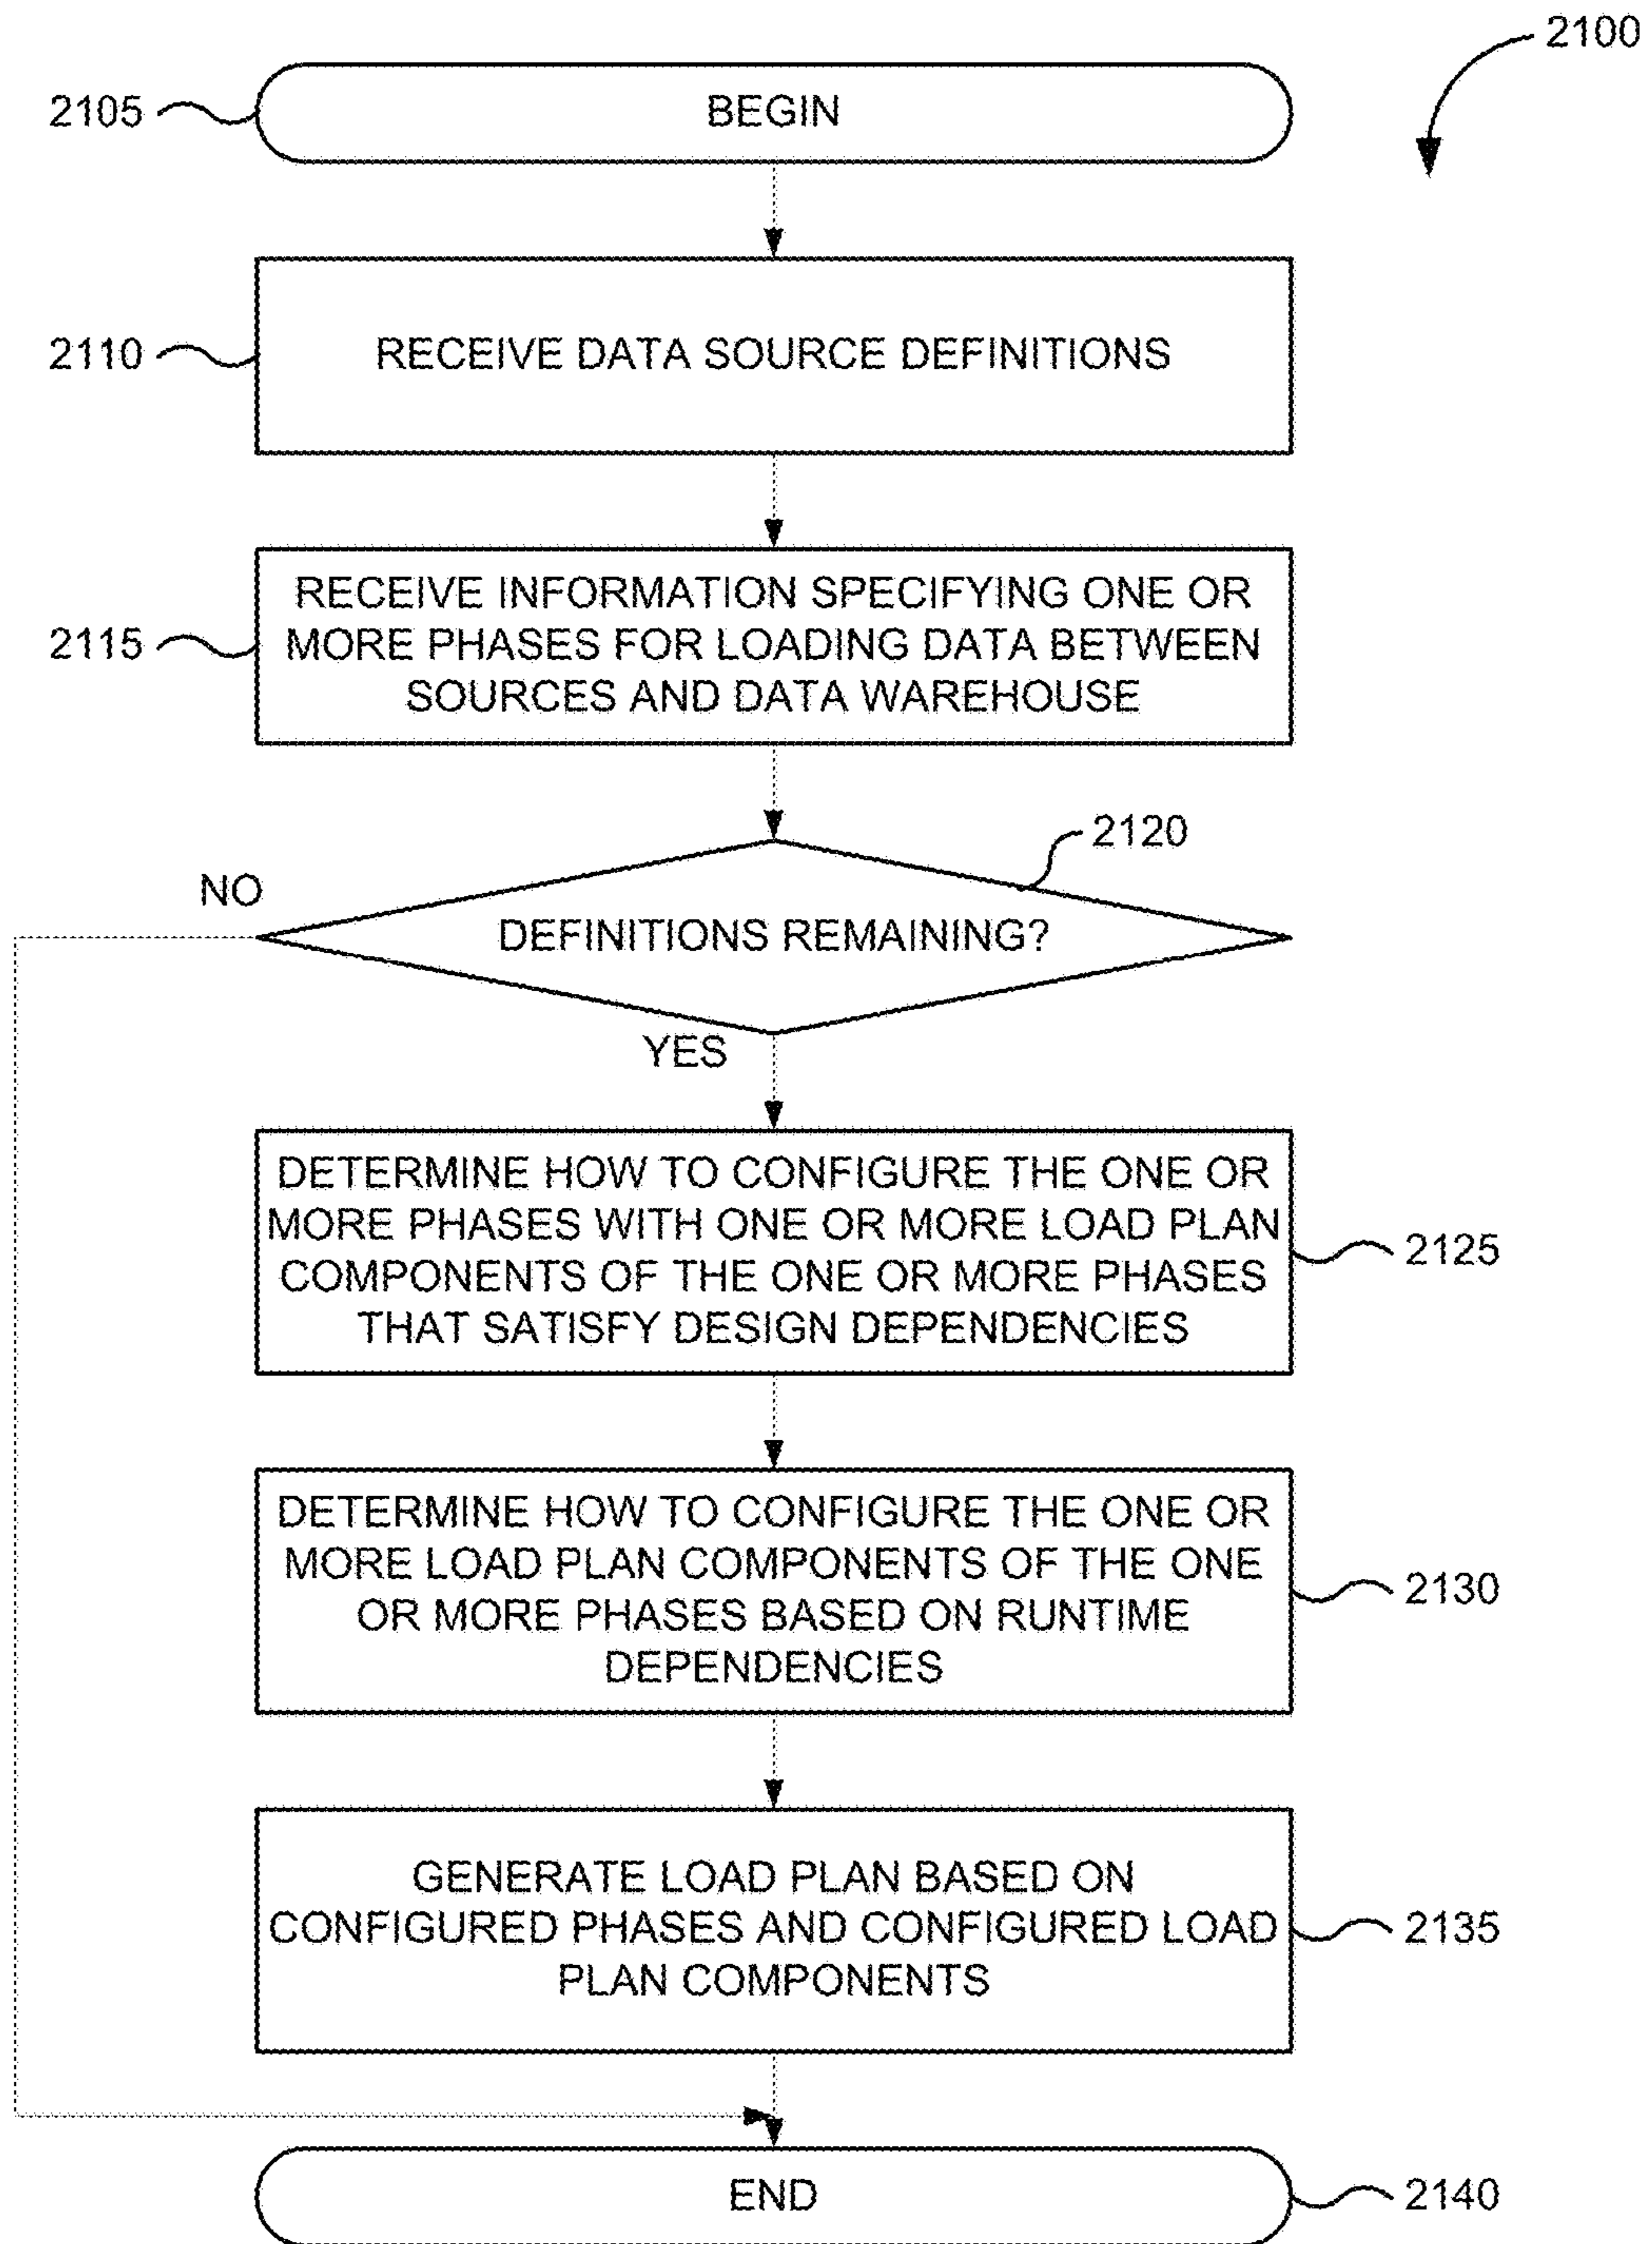 2100
2105
BEGIN
2110
RECEIVE DATA SOURCE DEFINITIONS
2115
RECEIVE INFORMATION SPECIFYING ONE OR
MORE PHASES FOR LOADING DATA BETWEEN
SOURCES AND DATA WAREHOUSE
2120
NO
DEFINITIONS REMAINING?
YES
DETERMINE HOW TO CONFIGURE THE ONE OR
MORE PHASES WITH ONE OR MORE LOAD PLAN
COMPONENTS OF THE ONE OR MORE PHASES
THAT SATISFY DESIGN DEPENDENCIES
2125
DETERMINE HOW TO CONFIGURE THE ONE OR
MORE LOAD PLAN COMPONENTS OF THE ONE
OR MORE PHASES BASED ON RUNTIME
DEPENDENCIES
2130
GENERATE LOAD PLAN BASED ON
CONFIGURED PHASES AND CONFIGURED LOAD
PLAN COMPONENTS
2135
END
2140